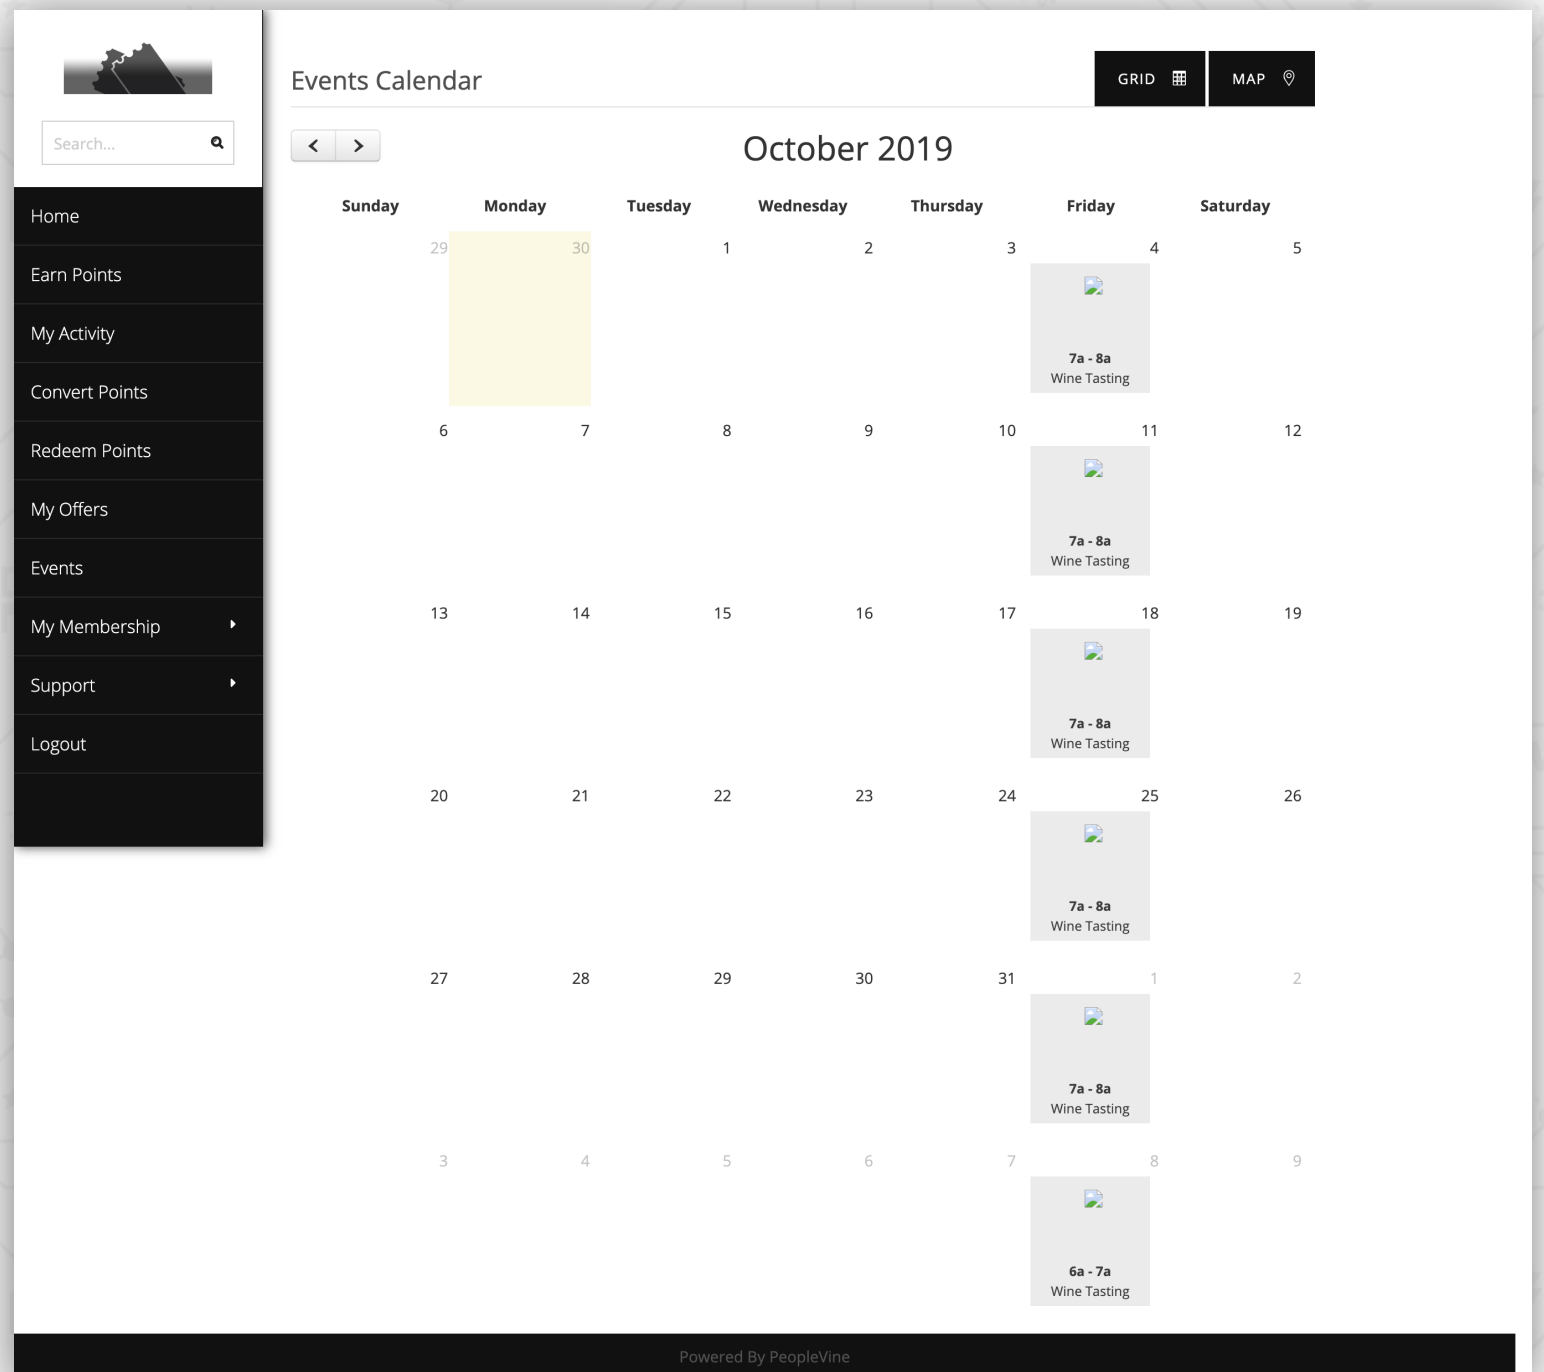 Search...
Home
Earn Points
My Activity
Convert Points
Redeem Points
My Offers
Events
My Membership
Support
Logout
Events Calendar
GRID
MAP
October 2019
Sunday Monday Tuesday Wednesday Thursday Friday Saturday
29 30 1 2 3 4 5
7a - 8a
Wine Tasting
6 7 8 9 10 11 12
7a - 8a
Wine Tasting
13 14 15 16 17 18 19
7a - 8a
Wine Tasting
20 21 22 23 24 25 26
7a - 8a
Wine Tasting
27 28 29 30 31 1 2
7a - 8a
Wine Tasting
3 4 5 6 7 8 9
6a - 7a
Wine Tasting
Powered By PeopleVine